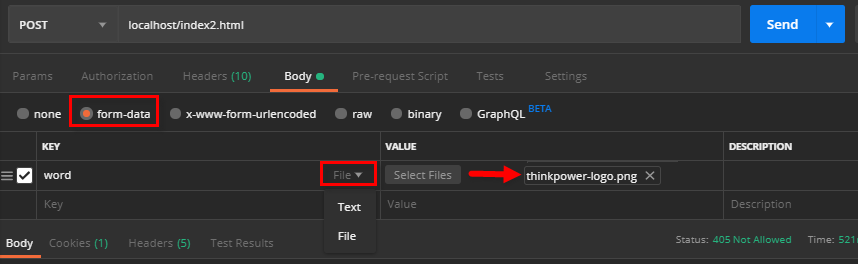 POST localhost/index2.html Send
Params Authorization Headers (10) Body Pre-request Script Tests Settings
none form-data x-www-form-urlencoded raw binary GraphQL BETA
KEY VALUE DESCRIPTION
word File Select Files thinkpower-logo.png
Key Value Description
Text
File
Body Cookies (1) Headers (5) Test Results Status: 405 Not Allowed Time: